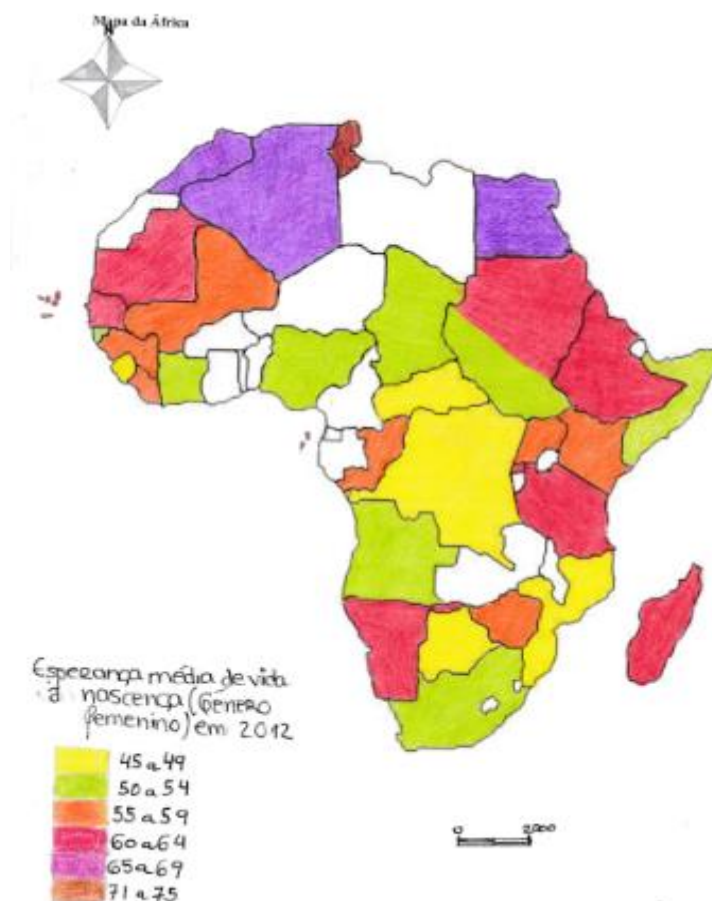 Mapa da África
N
Esperança média de vida
à nascença (Género
femenino) em 2012
45 a 49
50 a 54
55 a 59
60 a 64
65 a 69
71 a 75
0 2000